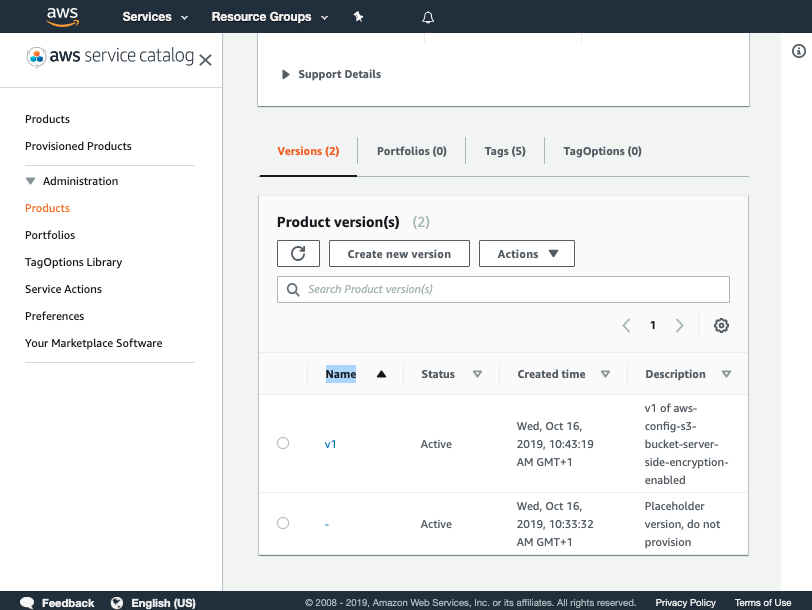 aws Services Resource Groups
aws service catalog
Products
Provisioned Products
Administration
Products
Portfolios
TagOptions Library
Service Actions
Preferences
Your Marketplace Software
Support Details
Versions (2) Portfolios (0) Tags (5) TagOptions (0)
Product version(s) (2)
Create new version Actions
Search Product version(s)
1
Name Status Created time Description
v1 Active
Wed, Oct 16,
2019, 10:43:19
AM GMT+1
v1 of aws-
config-s3-
bucket-server-
side-encryption-
enabled
- Active
Wed, Oct 16,
2019, 10:33:32
AM GMT+1
Placeholder
version, do not
provision
Feedback English (US) © 2008 - 2019, Amazon Web Services, Inc. or its affiliates. All rights reserved. Privacy Policy Terms of Use